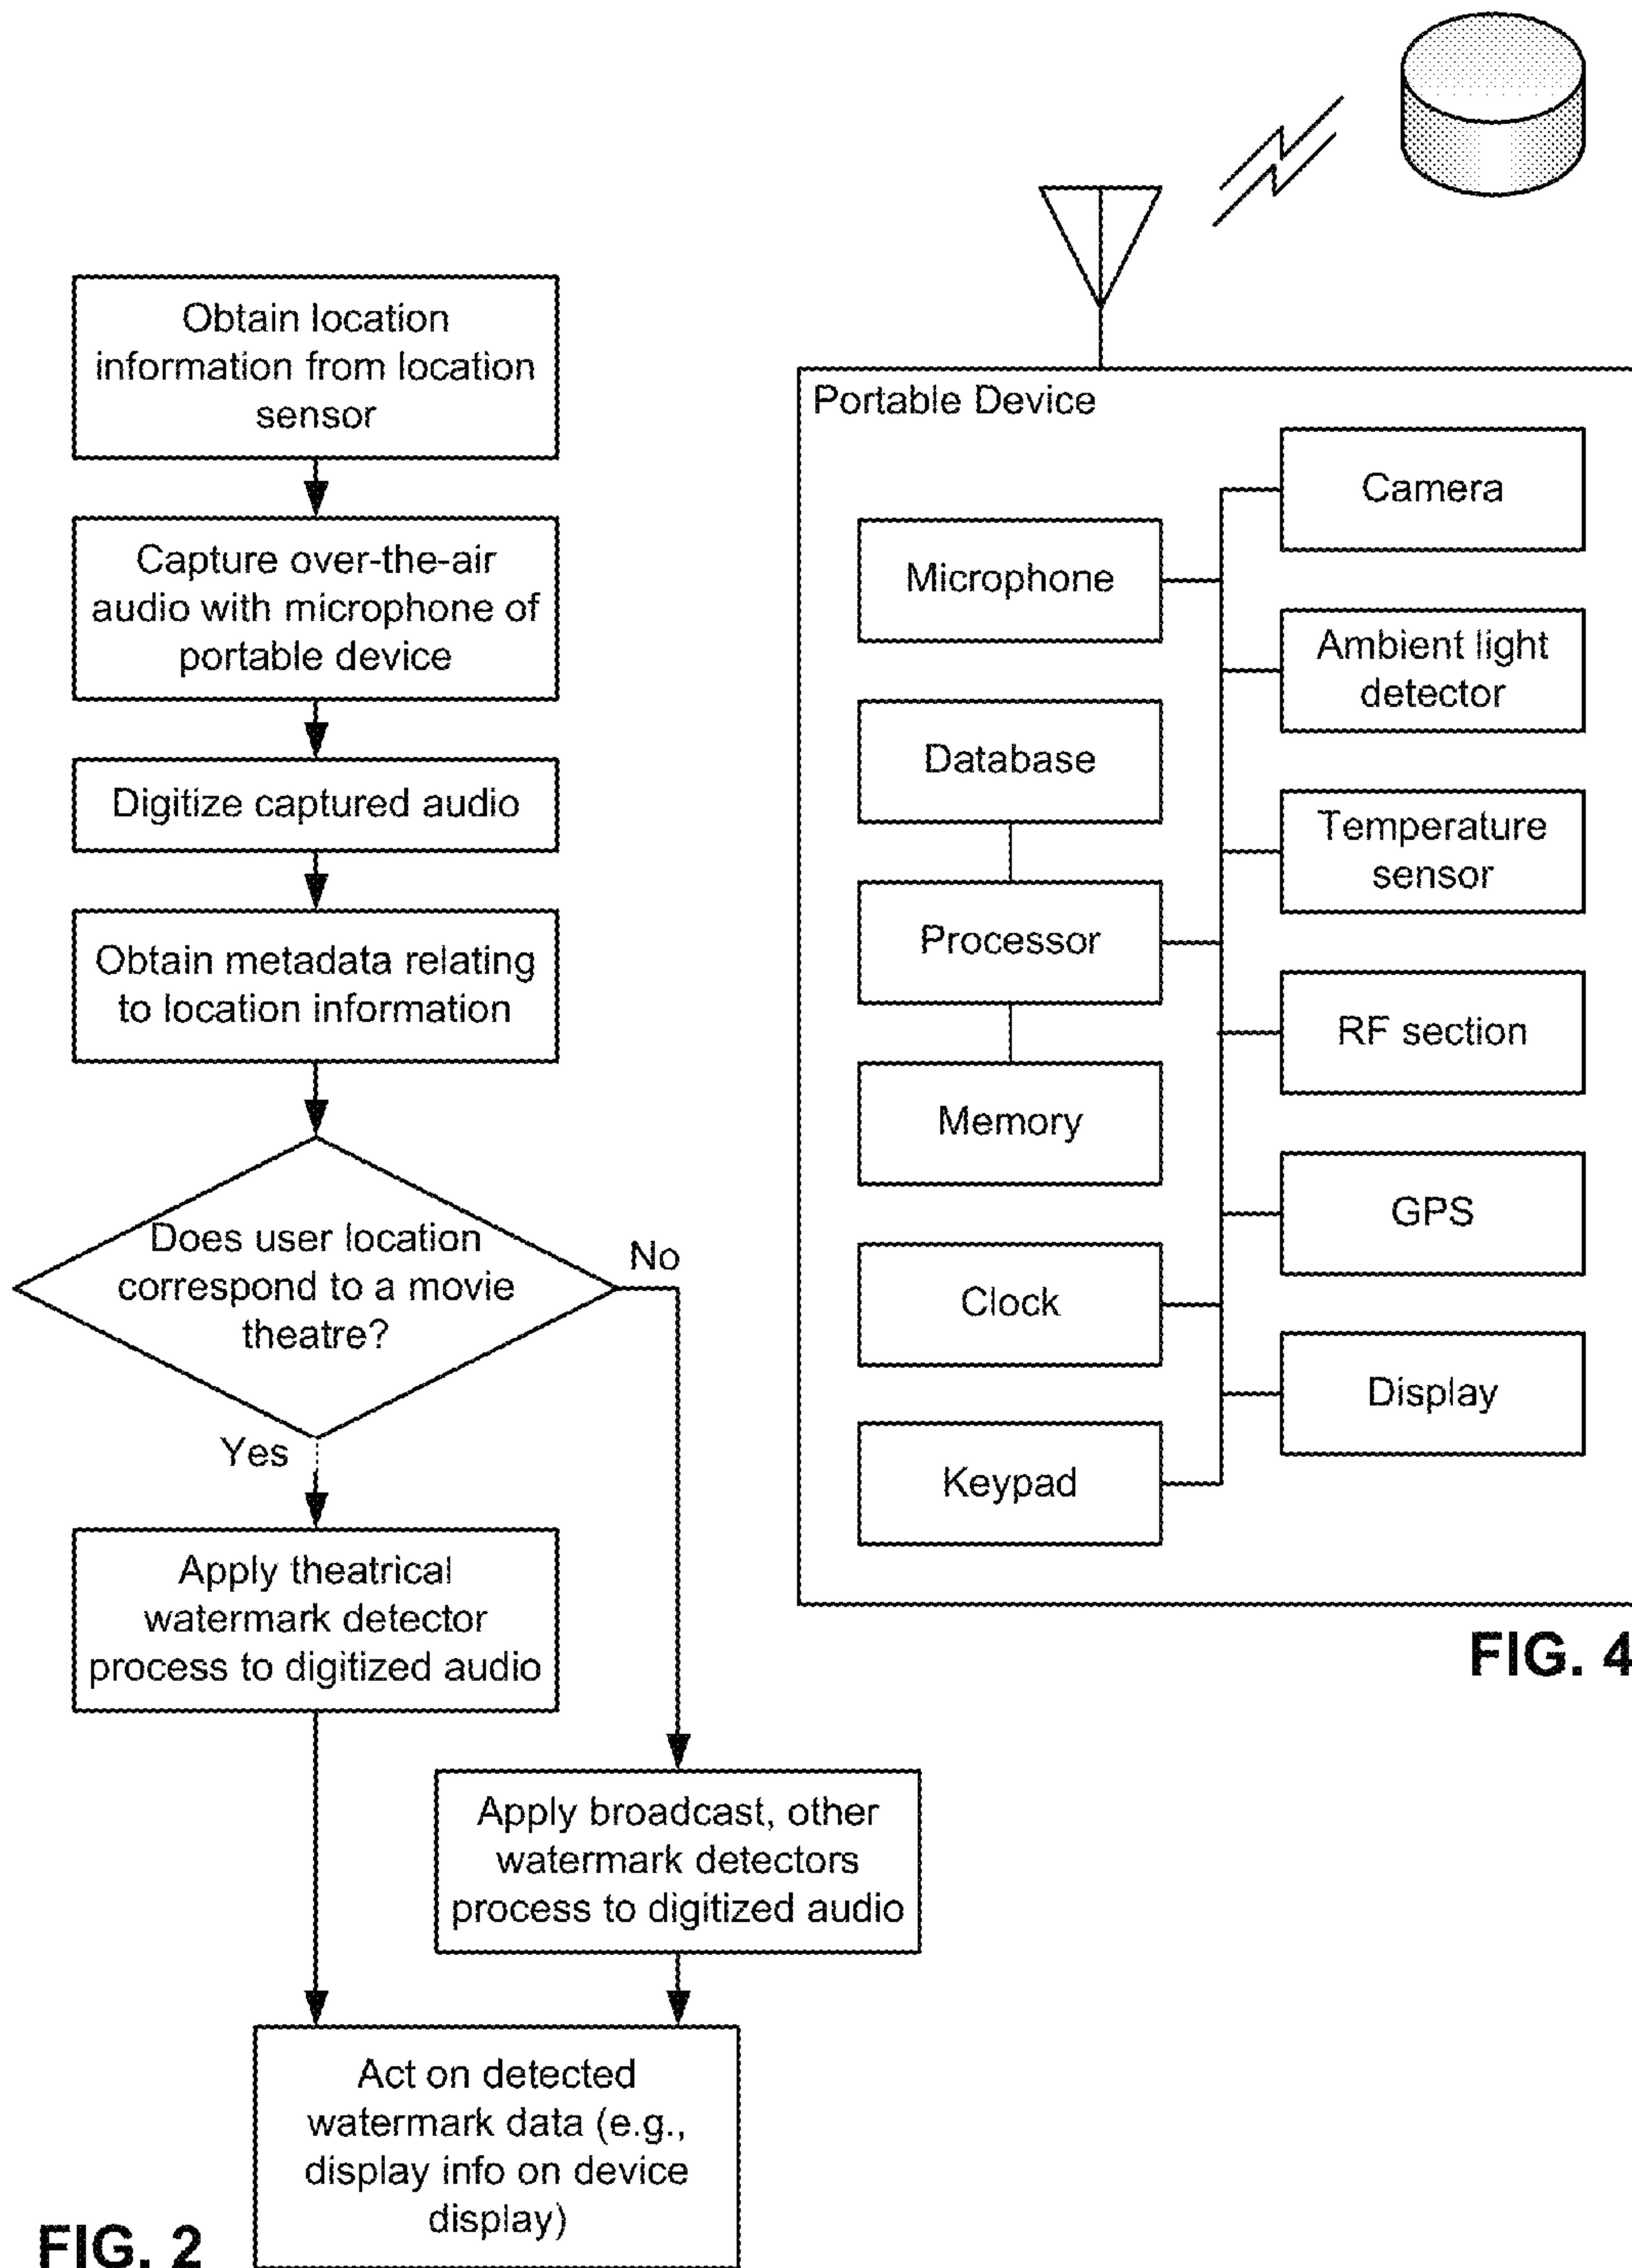 Obtain location
information from location
sensor
Capture over-the-air
audio with microphone of
portable device
Digitize captured audio
Obtain metadata relating
to location information
Does user location
correspond to a movie
theatre?
No
Yes
Apply theatrical
watermark detector
process to digitized audio
Apply broadcast, other
watermark detectors
process to digitized audio
Act on detected
watermark data (e.g.,
display info on device
display)
FIG. 2
Portable Device
Microphone
Database
Processor
Memory
Clock
Keypad
Camera
Ambient light
detector
Temperature
sensor
RF section
GPS
Display
FIG. 4